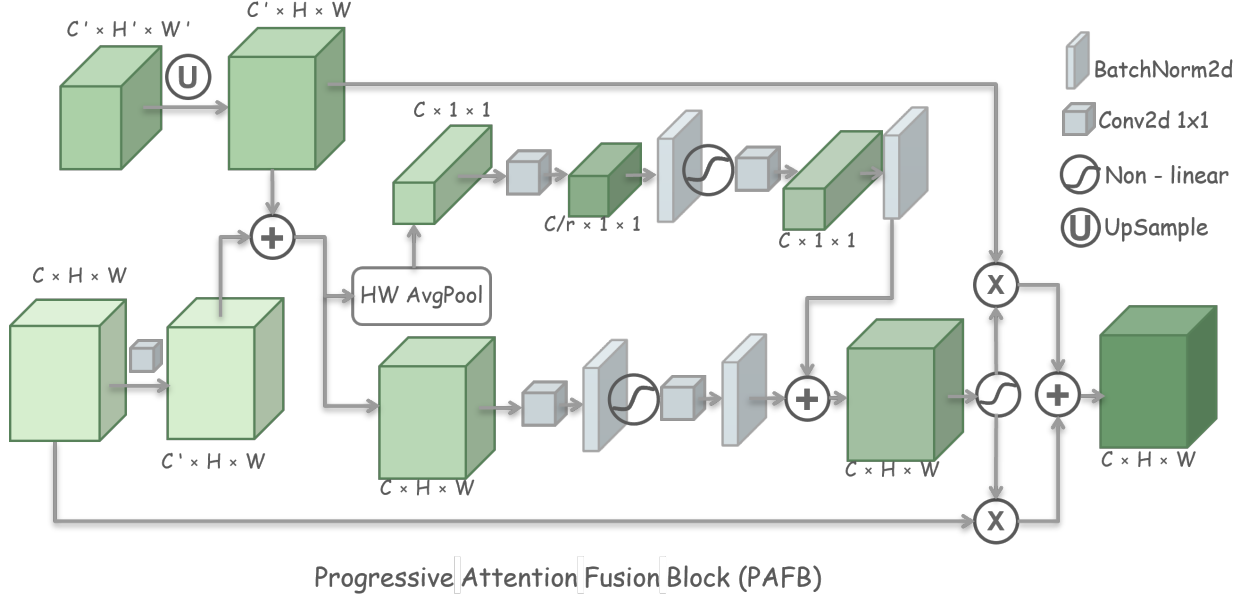 C' × H × W
C' × H' × W'
U
BatchNorm2d
C × 1 × 1
Conv2d 1x1
Non - linear
C/r × 1 × 1
U UpSample
C × 1 × 1
+
C × H × W
HW AvgPool
X
+
+
C' × H × W
C × H × W
C × H × W
C × H × W
X
Progressive Attention Fusion Block (PAFB)